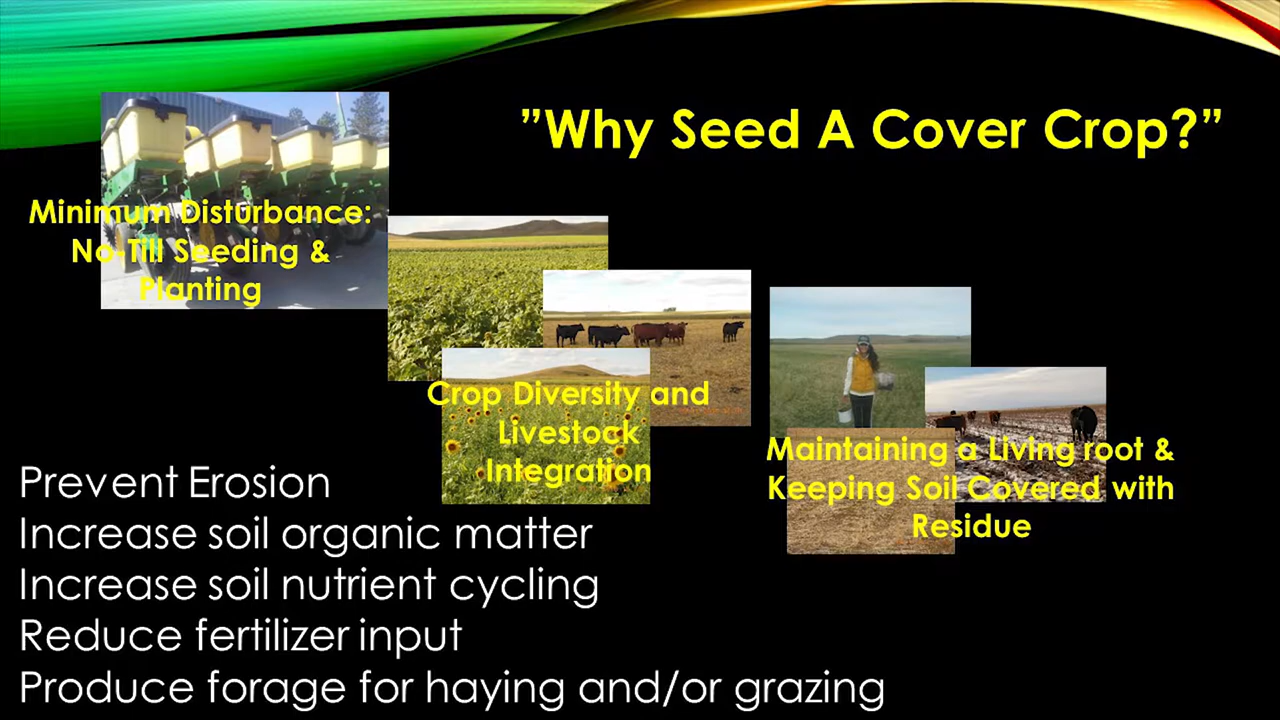 ”Why Seed A Cover Crop?”
Minimum Disturbance:
No-Till Seeding &
Planting
Crop Diversity and
Livestock
Integration
Maintaining a Living root &
Keeping Soil Covered with
Residue
Prevent Erosion
Increase soil organic matter
Increase soil nutrient cycling
Reduce fertilizer input
Produce forage for haying and/or grazing